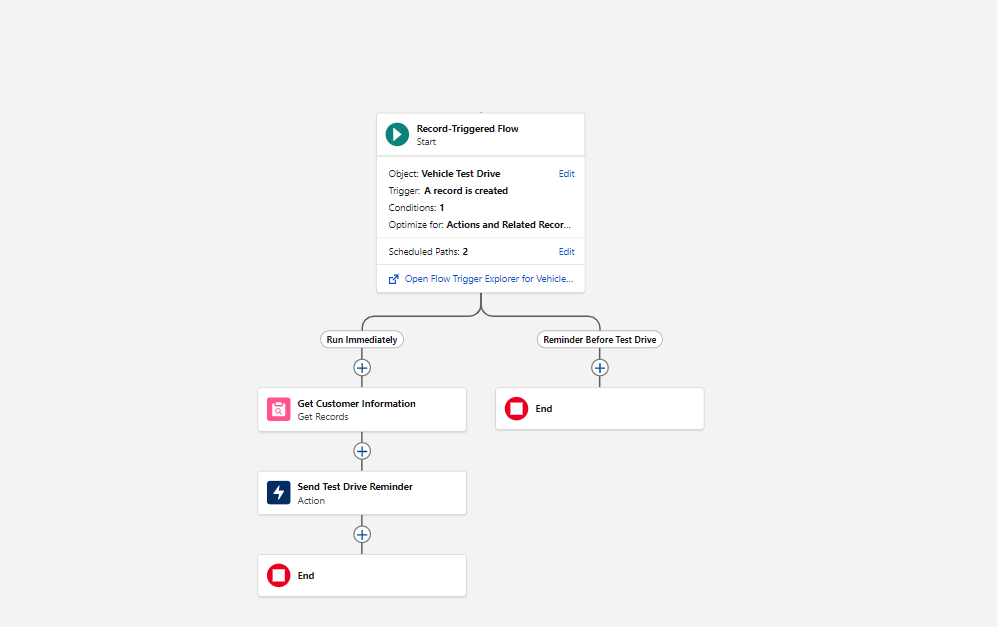 Record-Triggered Flow
Start
Object: Vehicle Test Drive Edit
Trigger: A record is created
Conditions: 1
Optimize for: Actions and Related Recor...
Scheduled Paths: 2 Edit
Open Flow Trigger Explorer for Vehicle...
Run Immediately
Reminder Before Test Drive
Get Customer Information
Get Records
End
Send Test Drive Reminder
Action
End